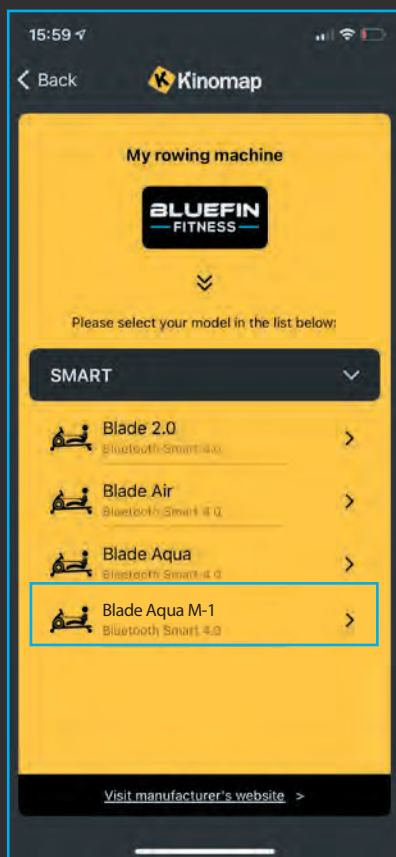 15:59
Back
Kinomap
My rowing machine
BLUEFIN
FITNESS
Please select your model in the list below:
SMART
Blade 2.0
Bluetooth Smart 4.0
Blade Air
Bluetooth Smart 4.0
Blade Aqua
Bluetooth Smart 4.0
Blade Aqua M-1
Bluetooth Smart 4.0
Visit manufacturer's website >